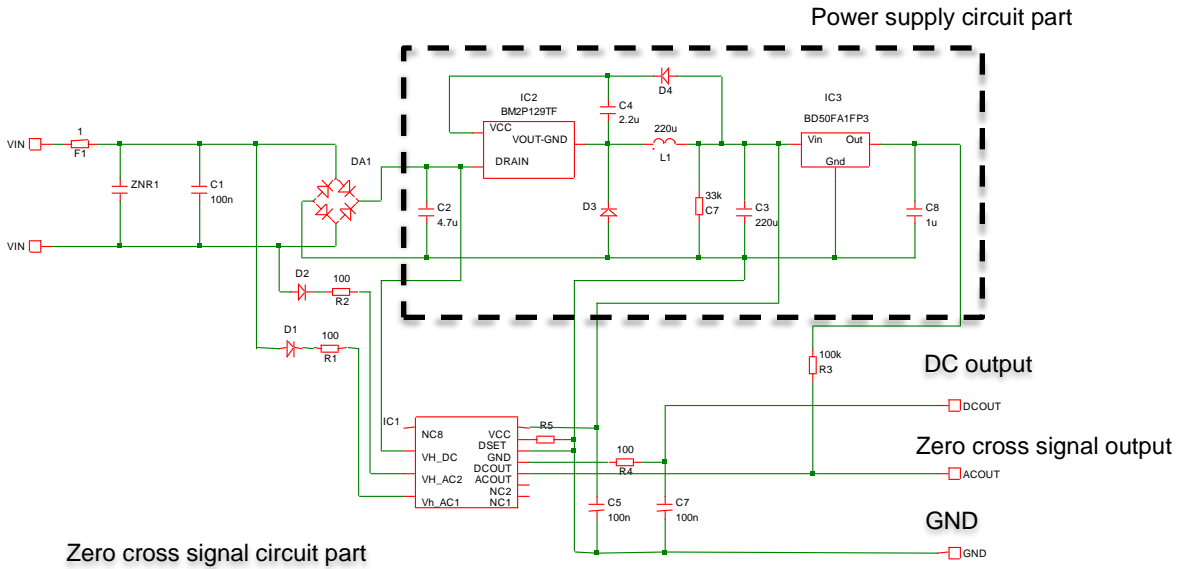 Power supply circuit part
IC2
BM2P129TF
VCC
VOUT-GND
DRAIN
C4
2.2u
D4
220u
L1
IC3
BD50FA1FP3
Vin
Out
Gnd
VIN
1
F1
ZNR1
C1
100n
DA1
C2
4.7u
D3
33k
C7
C3
220u
C8
1u
VIN
D2
100
R2
D1
100
R1
100k
R3
DC output
DCOUT
IC1
NC8
VH_DC
VH_AC2
Vh_AC1
VCC
DSET
GND
DCOUT
ACOUT
NC2
NC1
R5
100
R4
Zero cross signal output
ACOUT
C5
100n
C7
100n
GND
GND
Zero cross signal circuit part